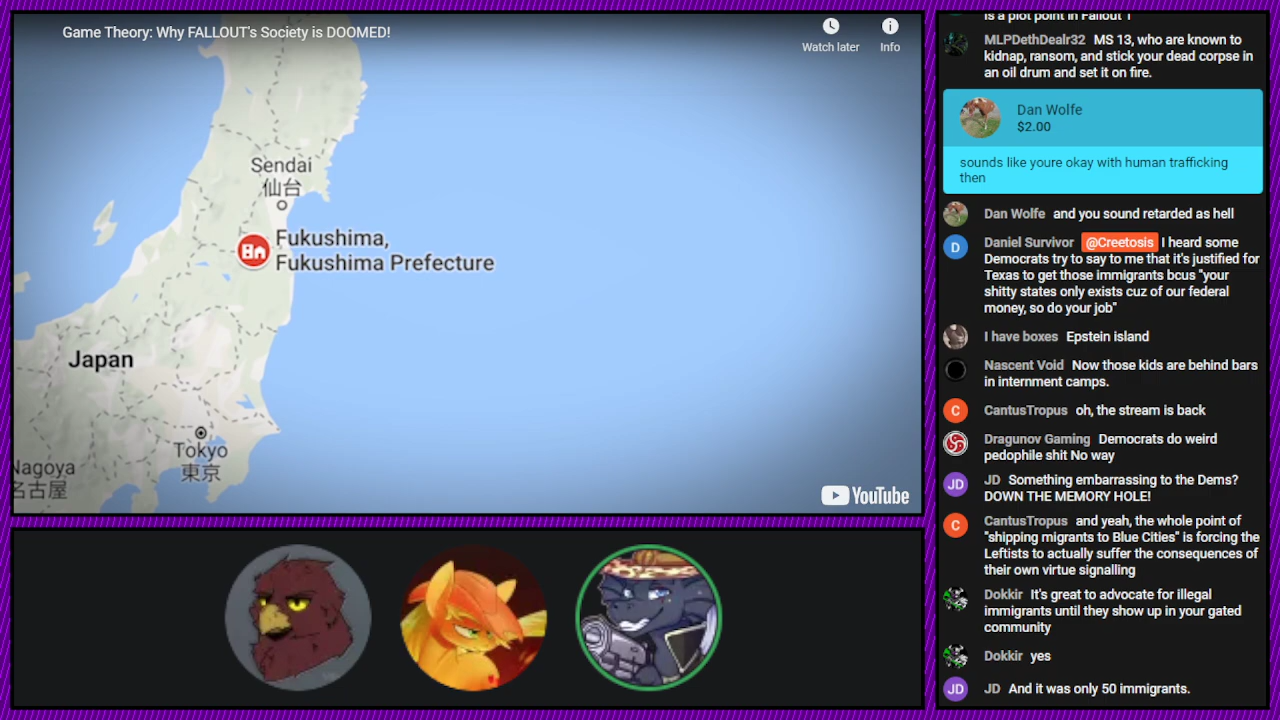 Game Theory: Why FALLOUT's Society is DOOMED!
Watch later
Info
Sendai
仙台
Fukushima,
Fukushima Prefecture
Japan
Tokyo
東京
Nagoya
名古屋
YouTube
is a plot point in Fallout 1
MLPDethDealr32 MS 13, who are known to
kidnap, ransom, and stick your dead corpse in
an oil drum and set it on fire.
Dan Wolfe
$2.00
sounds like youre okay with human trafficking
then
Dan Wolfe and you sound retarded as hell
D
Daniel Survivor @Creetosis I heard some
Democrats try to say to me that it's justified for
Texas to get those immigrants bcus "your
shitty states only exists cuz of our federal
money, so do your job"
I have boxes Epstein island
Nascent Void Now those kids are behind bars
in internment camps.
C
CantusTropus oh, the stream is back
Dragunov Gaming Democrats do weird
pedophile shit No way
JD
JD Something embarrassing to the Dems?
DOWN THE MEMORY HOLE!
C
CantusTropus and yeah, the whole point of
"shipping migrants to Blue Cities" is forcing the
Leftists to actually suffer the consequences of
their own virtue signalling
Dokkir It's great to advocate for illegal
immigrants until they show up in your gated
community
Dokkir yes
JD
JD And it was only 50 immigrants.